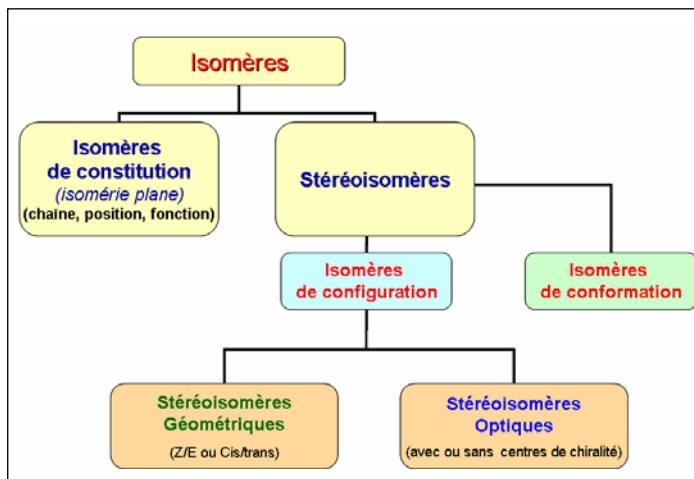 Isomères
Isomères
de constitution
(isomérie plane)
(chaîne, position, fonction)
Stéréoisomères
Isomères
de configuration
Isomères
de conformation
Stéréoisomères
Géométriques
(Z/E ou Cis/trans)
Stéréoisomères
Optiques
(avec ou sans centres de chiralité)